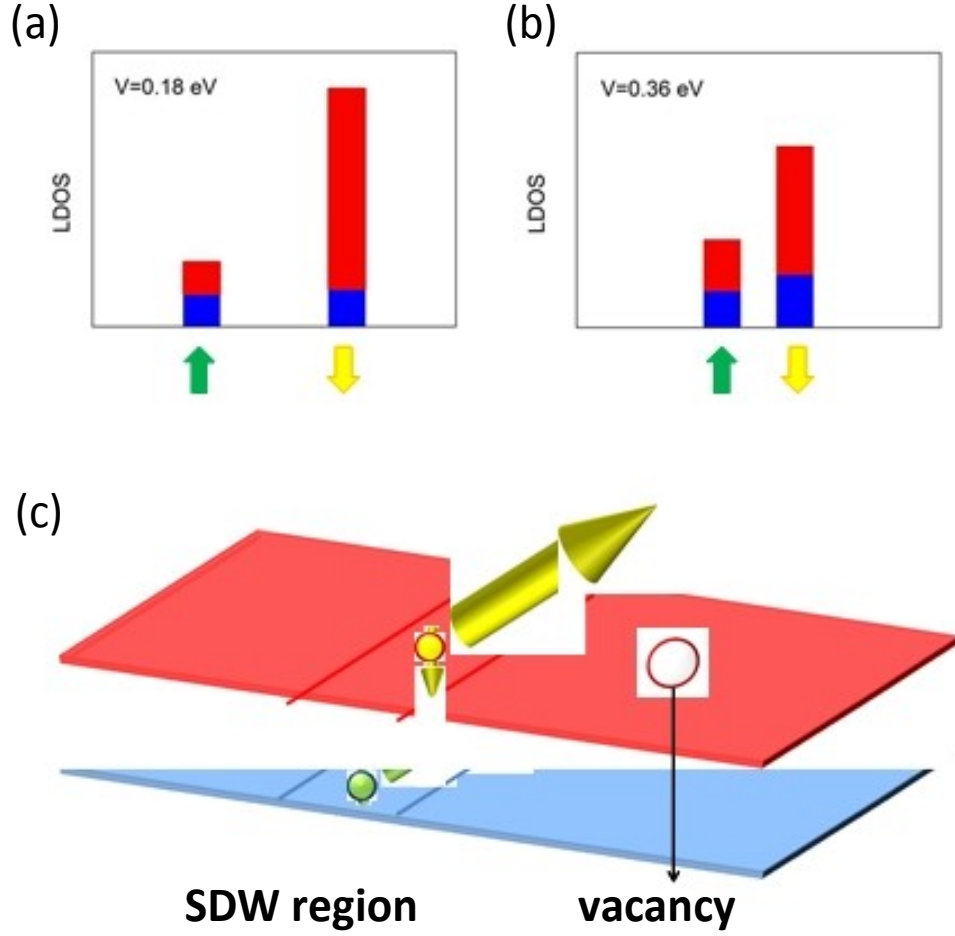 (a)
V=0.18 eV
LDOS
(b)
V=0.36 eV
LDOS
(c)
SDW region
vacancy